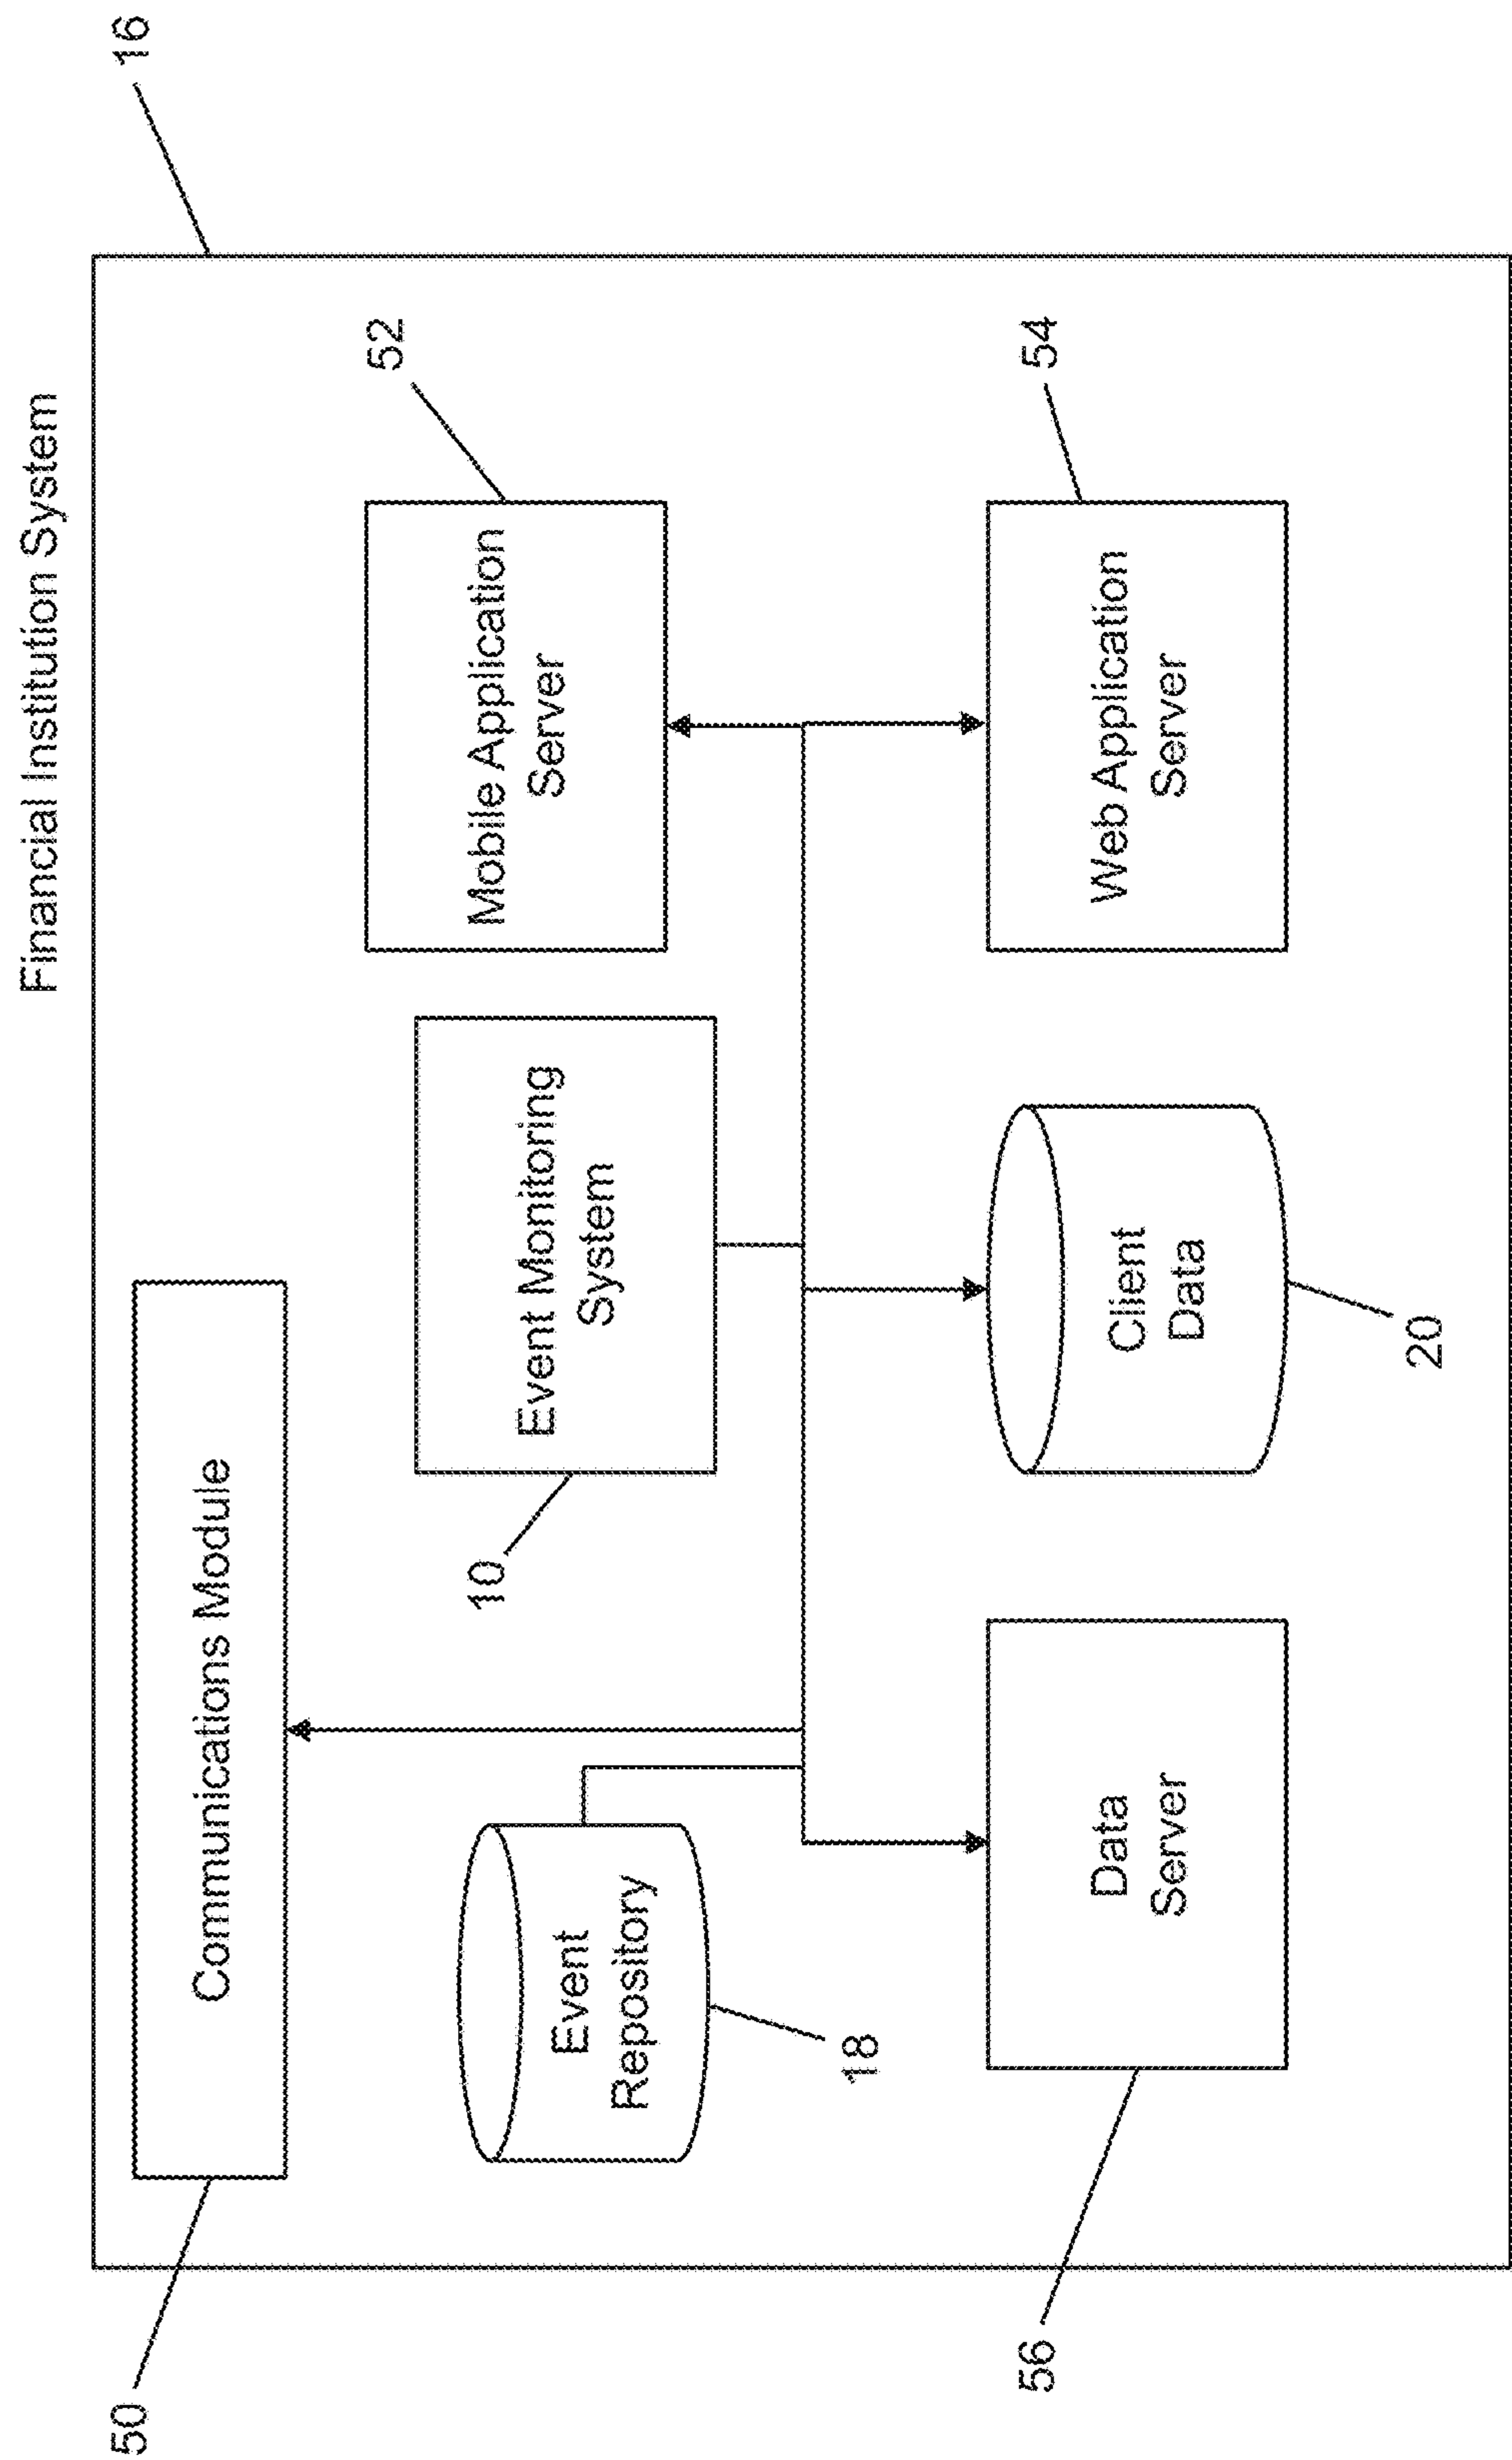 Financial Institution System
16
50
Communications Module
52
Mobile Application
Server
Event Monitoring
System
10
Event
Repository
18
54
Web Application
Server
Client
Data
20
Data
Server
56